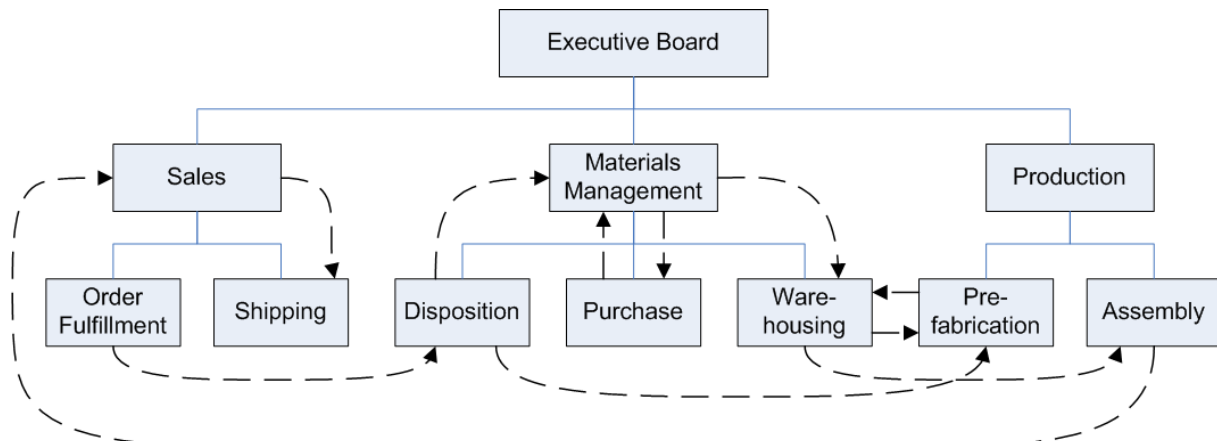 Executive Board
Sales
Materials
Management
Production
Order
Fulfillment
Shipping
Disposition
Purchase
Ware-
housing
Pre-
fabrication
Assembly